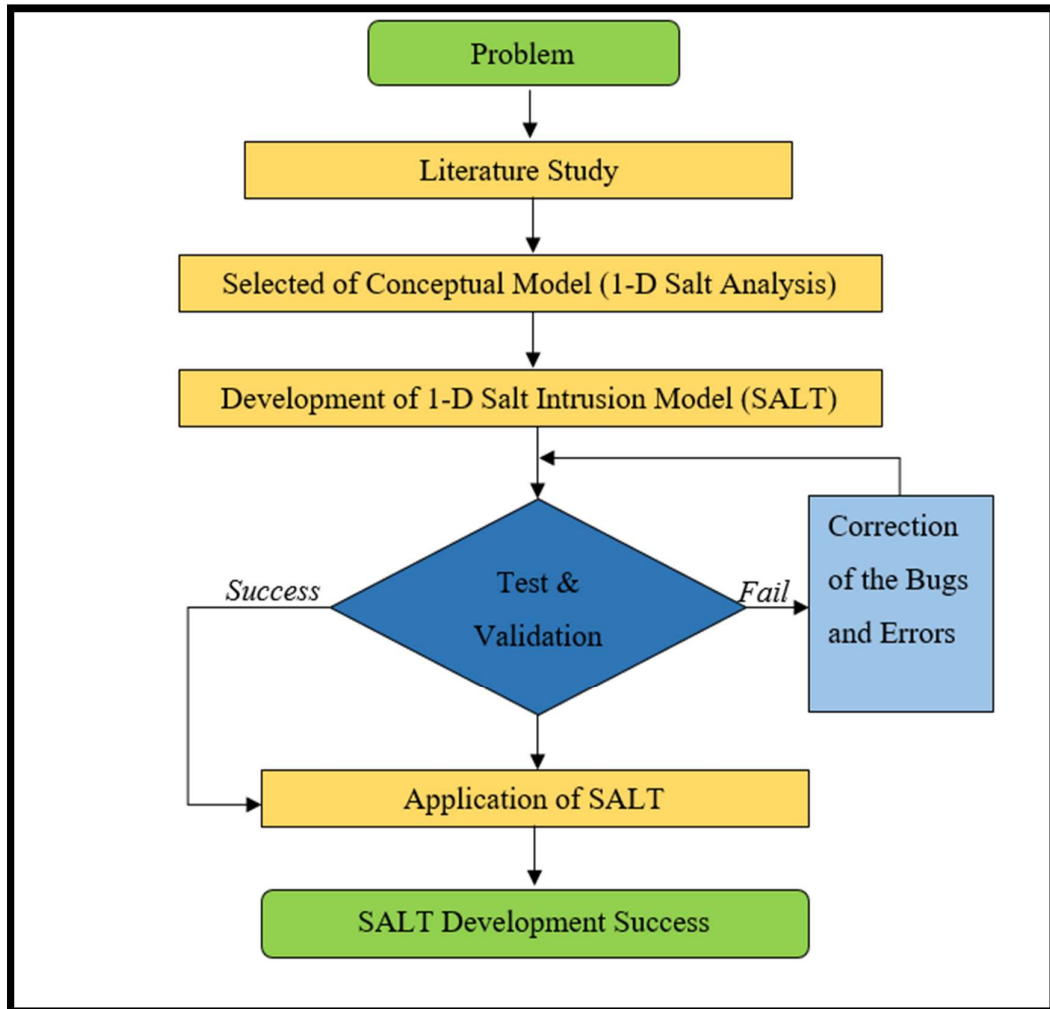 Problem
Literature Study
Selected of Conceptual Model (1-D Salt Analysis)
Development of 1-D Salt Intrusion Model (SALT)
Success
Test &
Validation
Fail
Correction
of the Bugs
and Errors
Application of SALT
SALT Development Success